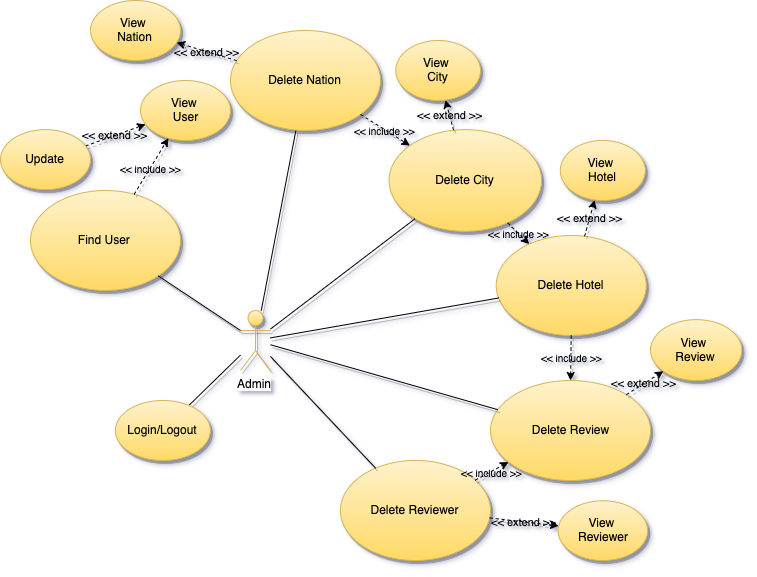 View
Nation
<< extend >>
Delete Nation
View
City
<< extend >>
View
User
<< extend >>
Update
<< include >>
<< include >>
Delete City
View
Hotel
<< extend >>
Find User
<< include >>
Delete Hotel
Admin
<< include >>
View
Review
<< extend >>
Login/Logout
Delete Review
<< include >>
Delete Reviewer
<< extend >>
View
Reviewer